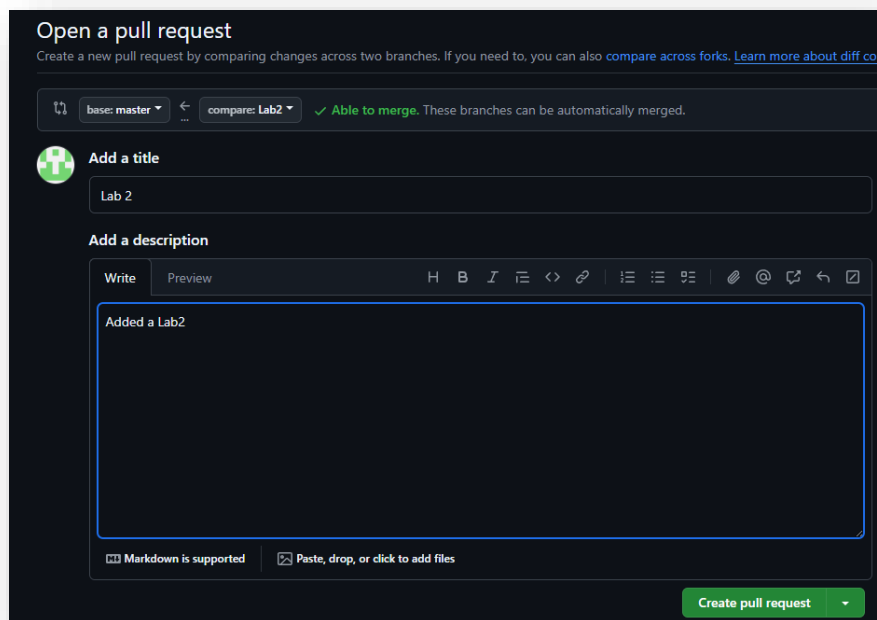 Open a pull request
Create a new pull request by comparing changes across two branches. If you need to, you can also compare across forks. Learn more about diff co
base: master
...
compare: Lab2
Able to merge. These branches can be automatically merged.
Add a title
Lab 2
Add a description
Write Preview
Added a Lab2
Markdown is supported
Paste, drop, or click to add files
Create pull request